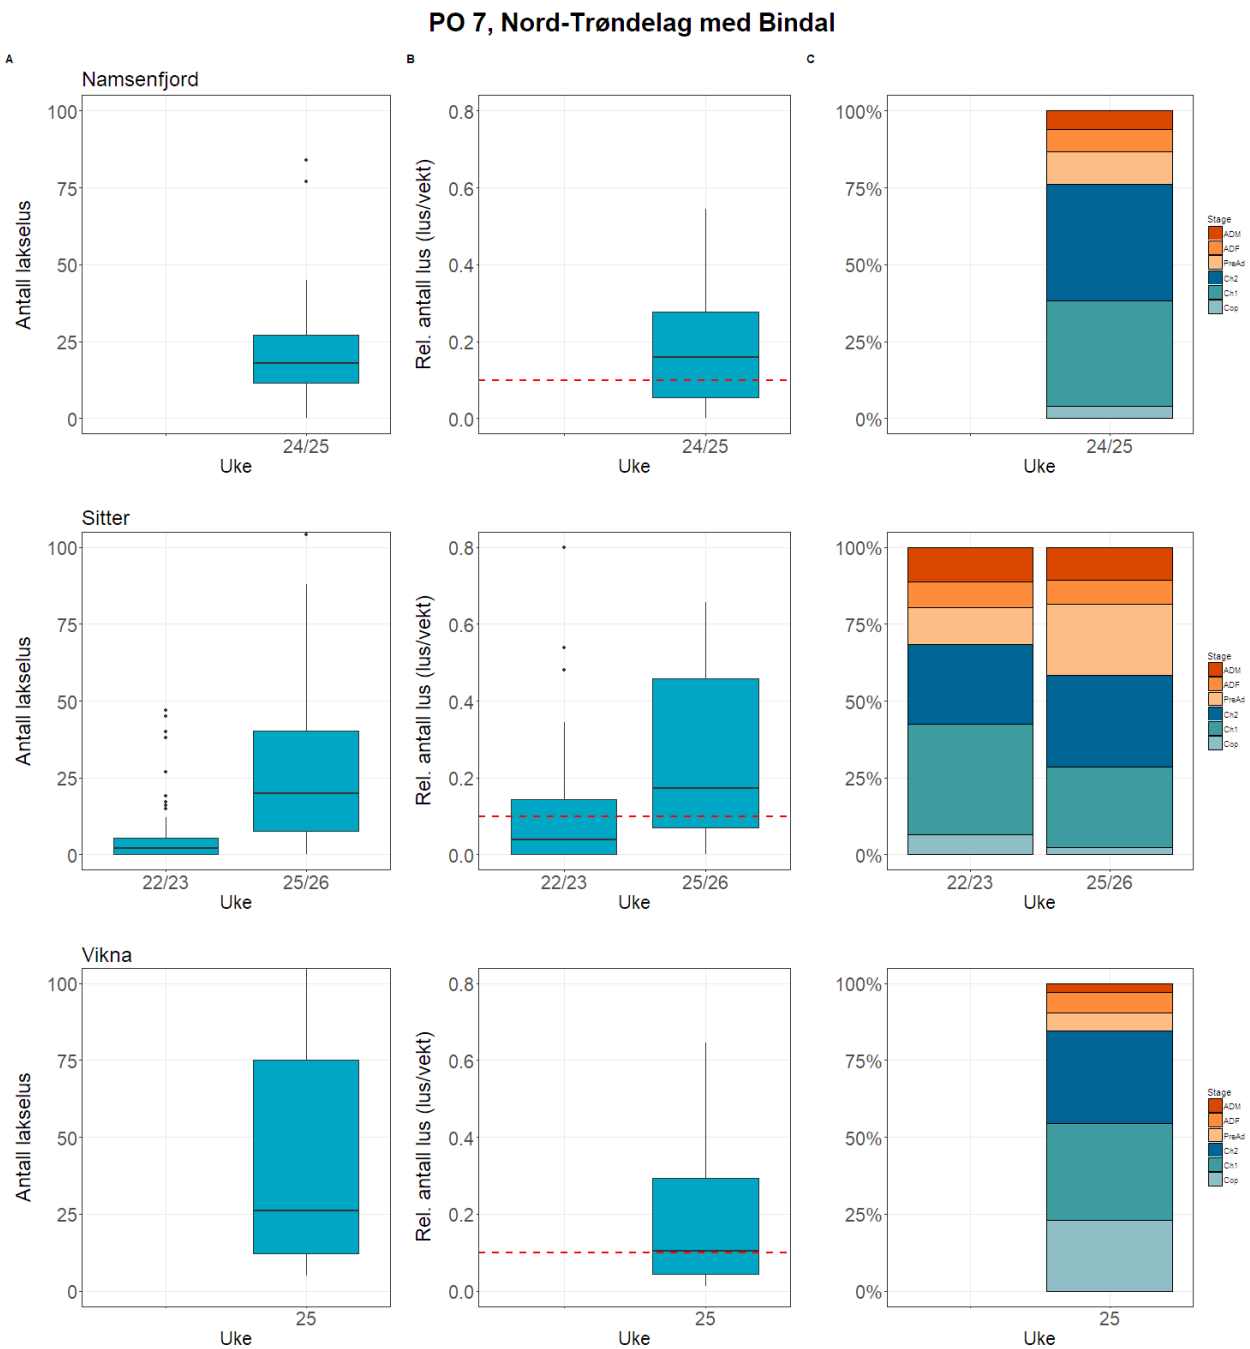 PO 7, Nord-Trøndelag med Bindal
A
B
C
Namsenfjord
Antall lakselus
100
75
50
25
0
24/25
Uke
Rel. antall lus (lus/vekt)
0.8
0.6
0.4
0.2
0.0
24/25
Uke
100%
75%
50%
25%
0%
24/25
Uke
Stage
ADM
ADF
PreAd
Ch2
Ch1
Cop
Sitter
Antall lakselus
100
75
50
25
0
22/23 25/26
Uke
Rel. antall lus (lus/vekt)
0.8
0.6
0.4
0.2
0.0
22/23 25/26
Uke
100%
75%
50%
25%
0%
22/23 25/26
Uke
Stage
ADM
ADF
PreAd
Ch2
Ch1
Cop
Vikna
Antall lakselus
100
75
50
25
0
25
Uke
Rel. antall lus (lus/vekt)
0.8
0.6
0.4
0.2
0.0
25
Uke
100%
75%
50%
25%
0%
25
Uke
Stage
ADM
ADF
PreAd
Ch2
Ch1
Cop